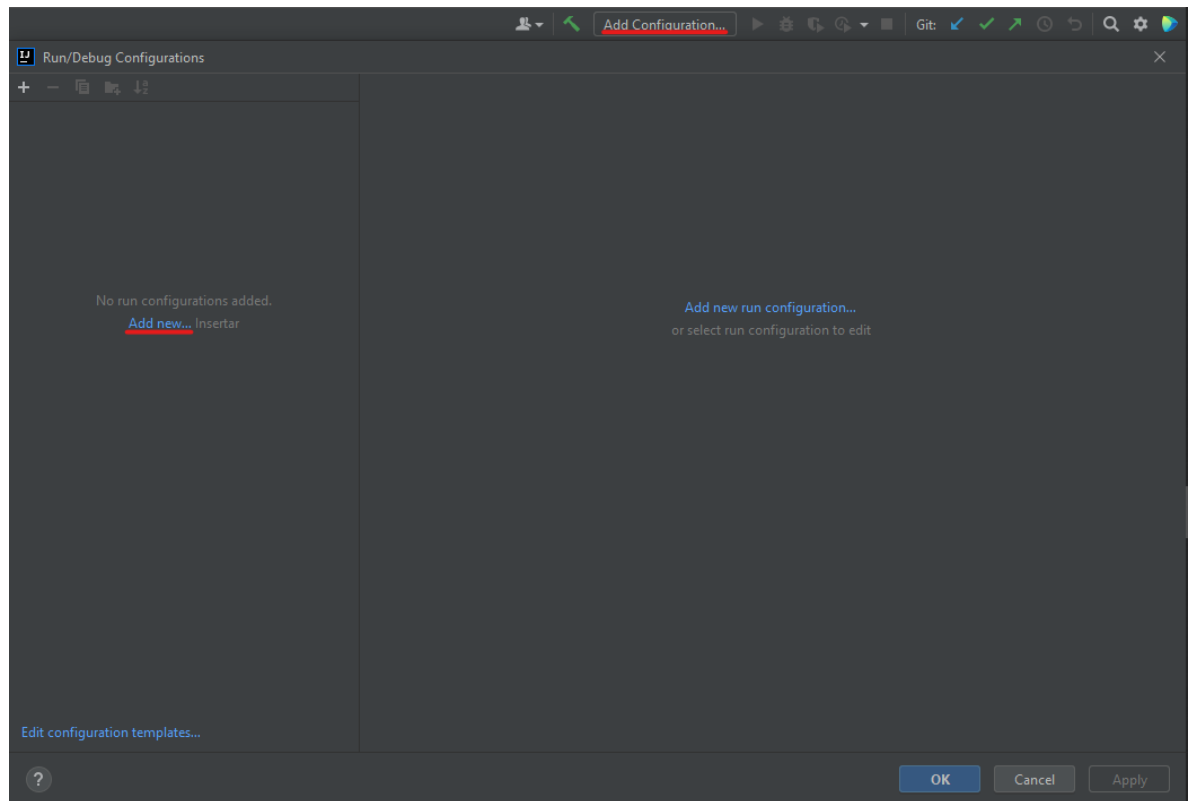 Add Configuration...
Git:
IJ
Run/Debug Configurations
No run configurations added.
Add new... Insertar
Add new run configuration...
or select run configuration to edit
Edit configuration templates...
?
OK
Cancel
Apply